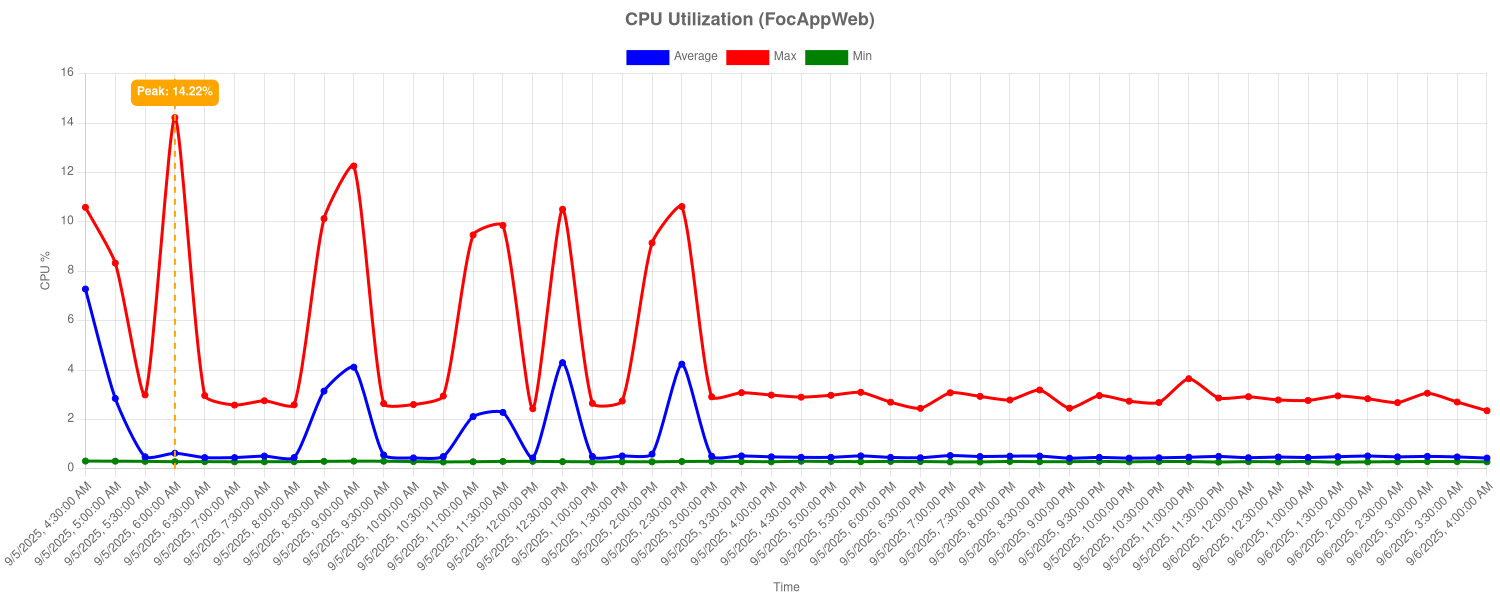 CPU Utilization (FocAppWeb)
Average Max Min
16
Peak: 14.22%
14
12
10
8
6
4
2
0
CPU %
9/5/2025, 4:30:00 AM
9/5/2025, 5:00:00 AM
9/5/2025, 5:30:00 AM
9/5/2025, 6:00:00 AM
9/5/2025, 6:30:00 AM
9/5/2025, 7:00:00 AM
9/5/2025, 7:30:00 AM
9/5/2025, 8:00:00 AM
9/5/2025, 8:30:00 AM
9/5/2025, 9:00:00 AM
9/5/2025, 9:30:00 AM
9/5/2025, 10:00:00 AM
9/5/2025, 10:30:00 AM
9/5/2025, 11:00:00 AM
9/5/2025, 11:30:00 AM
9/5/2025, 12:00:00 PM
9/5/2025, 12:30:00 PM
9/5/2025, 1:00:00 PM
9/5/2025, 1:30:00 PM
9/5/2025, 2:00:00 PM
9/5/2025, 2:30:00 PM
9/5/2025, 3:00:00 PM
9/5/2025, 3:30:00 PM
9/5/2025, 4:00:00 PM
9/5/2025, 4:30:00 PM
9/5/2025, 5:00:00 PM
9/5/2025, 5:30:00 PM
9/5/2025, 6:00:00 PM
9/5/2025, 6:30:00 PM
9/5/2025, 7:00:00 PM
9/5/2025, 7:30:00 PM
9/5/2025, 8:00:00 PM
9/5/2025, 8:30:00 PM
9/5/2025, 9:00:00 PM
9/5/2025, 9:30:00 PM
9/5/2025, 10:00:00 PM
9/5/2025, 10:30:00 PM
9/5/2025, 11:00:00 PM
9/5/2025, 11:30:00 PM
9/6/2025, 12:00:00 AM
9/6/2025, 12:30:00 AM
9/6/2025, 1:00:00 AM
9/6/2025, 1:30:00 AM
9/6/2025, 2:00:00 AM
9/6/2025, 2:30:00 AM
9/6/2025, 3:00:00 AM
9/6/2025, 3:30:00 AM
9/6/2025, 4:00:00 AM
Time